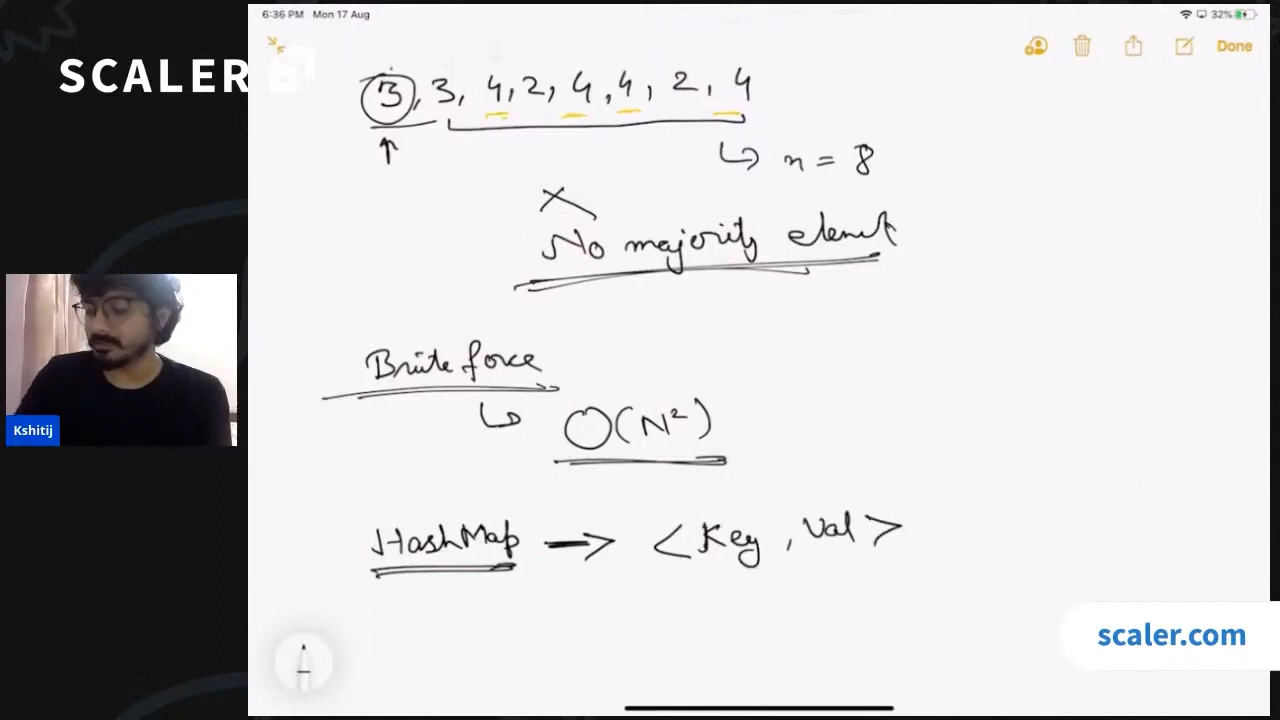 6:36 PM Mon 17 Aug
32%
SCALER
Done
3, 3, 4, 2, 4, 4, 2, 4
n = 8
No majority element
Brute force
O(N²)
Kshitij
HashMap → <Key, Val>
scaler.com